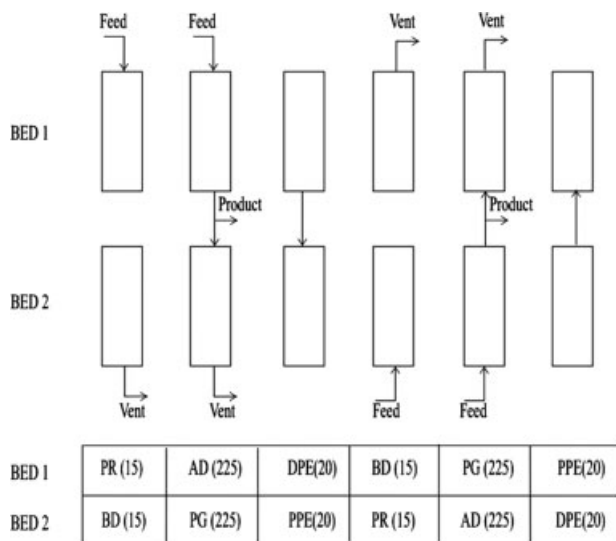 Feed Feed Vent Vent
BED 1
Product Product
BED 2
Vent Vent Feed Feed
BED 1 PR (15) AD (225) DPE(20) BD (15) PG (225) PPE(20)
BED 2 BD (15) PG (225) PPE(20) PR (15) AD (225) DPE(20)